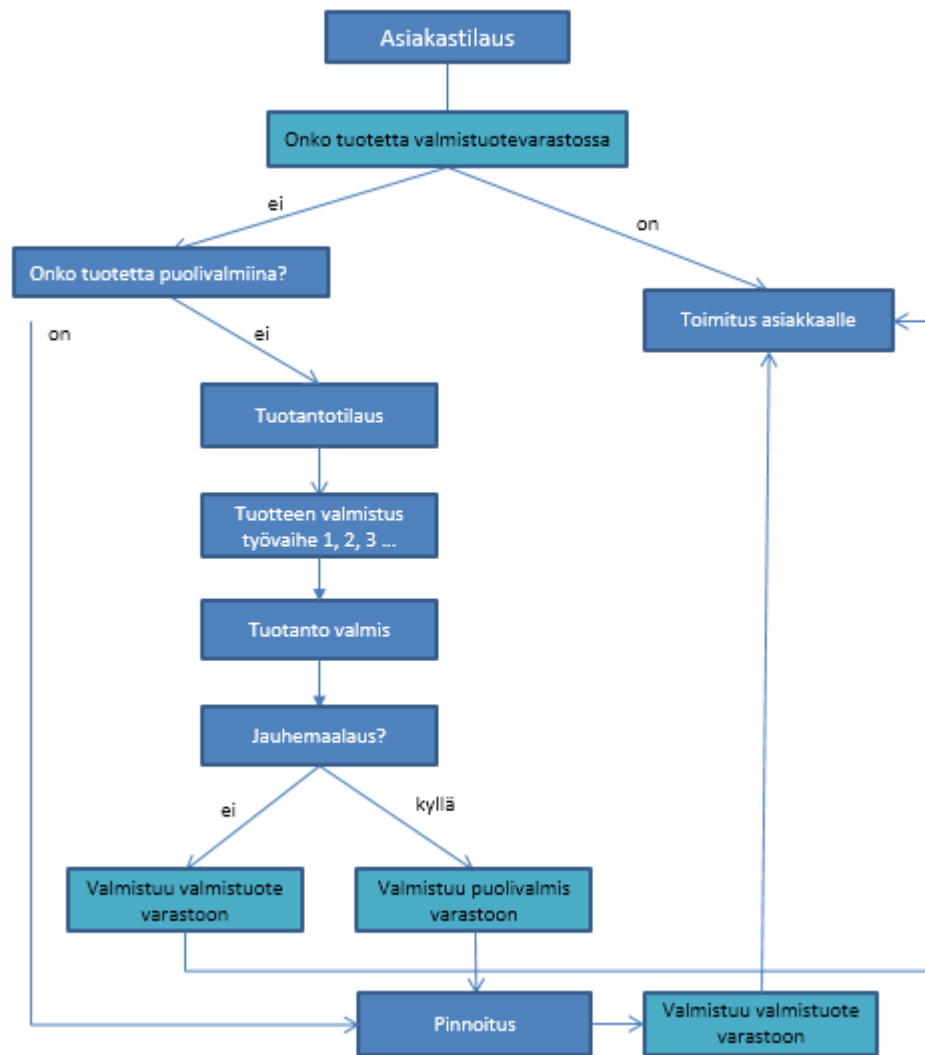 Asiakastilaus
Onko tuotetta valmistuotevarastossa
ei
on
Onko tuotetta puolivalmiina?
Toimitus asiakkaalle
on
ei
Tuotantotilaus
Tuotteen valmistus
työvaihe 1, 2, 3 ...
Tuotanto valmis
Jauhemaalaus?
ei
kyllä
Valmistuu valmistuote
varastoon
Valmistuu puolivalmis
varastoon
Pinnoitus
Valmistuu valmistuote
varastoon